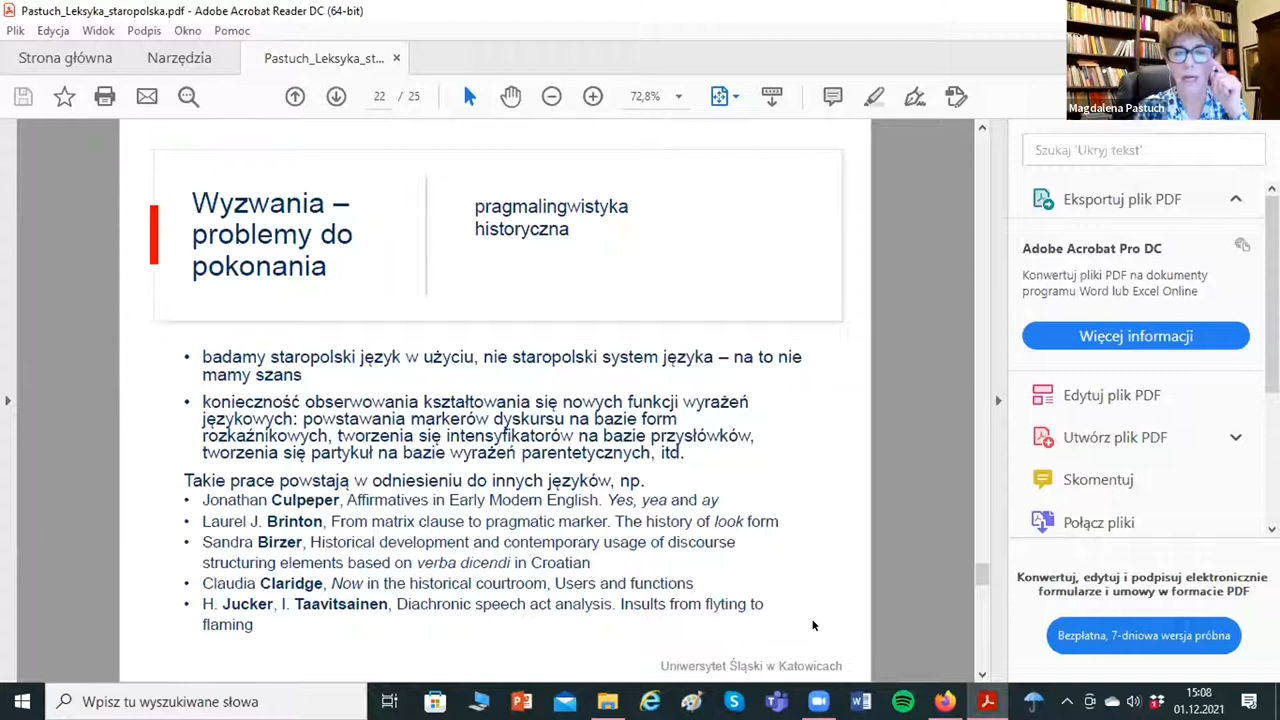 Pastuch_Leksyka_staropolska.pdf - Adobe Acrobat Reader DC (64-bit)
Plik Edycja Widok Podpis Okno Pomoc
Strona główna Narzędzia Pastuch_Leksyka_st... ×
22 / 25 72,8%
Magdalena Pastuch
Wyzwania –
problemy do
pokonania
pragmalingwistyka
historyczna
• badamy staropolski język w użyciu, nie staropolski system języka – na to nie
mamy szans
• konieczność obserwowania kształtowania się nowych funkcji wyrażeń
językowych: powstawania markerów dyskursu na bazie form
rozkaźnikowych, tworzenia się intensyfikatorów na bazie przysłówków,
tworzenia się partykuł na bazie wyrażeń parentetycznych, itd.
Takie prace powstają w odniesieniu do innych języków, np.
• Jonathan Culpeper, Affirmatives in Early Modern English. Yes, yea and ay
• Laurel J. Brinton, From matrix clause to pragmatic marker. The history of look form
• Sandra Birzer, Historical development and contemporary usage of discourse
structuring elements based on verba dicendi in Croatian
• Claudia Claridge, Now in the historical courtroom, Users and functions
• H. Jucker, I. Taavitsainen, Diachronic speech act analysis. Insults from flyting to
flaming
Uniwersytet Śląski w Katowicach
Szukaj 'Ukryj tekst'
Eksportuj plik PDF
Adobe Acrobat Pro DC
Konwertuj pliki PDF na dokumenty
programu Word lub Excel Online
Więcej informacji
Edytuj plik PDF
Utwórz plik PDF
Skomentuj
Połącz pliki
Konwertuj, edytuj i podpisuj elektronicznie
formularze i umowy w formacie PDF
Bezpłatna, 7-dniowa wersja próbna
Wpisz tu wyszukiwane słowa
15:08
01.12.2021